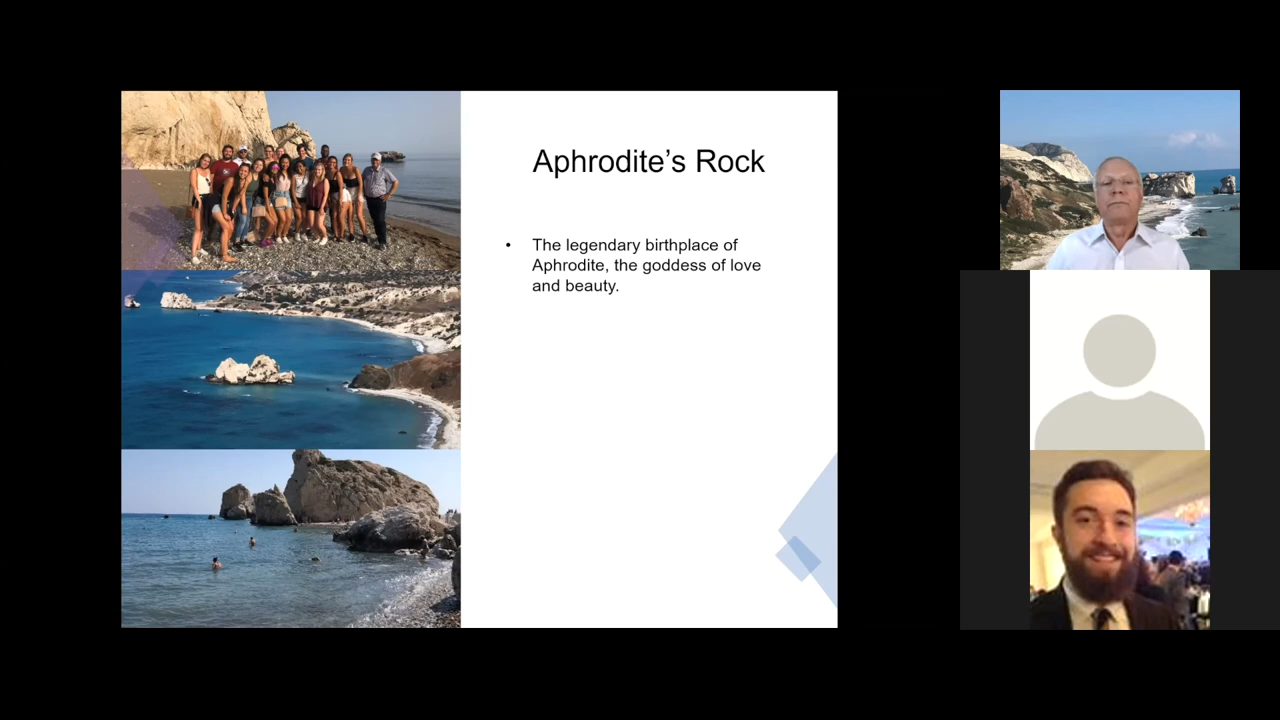 Aphrodite’s Rock
• The legendary birthplace of
Aphrodite, the goddess of love
and beauty.